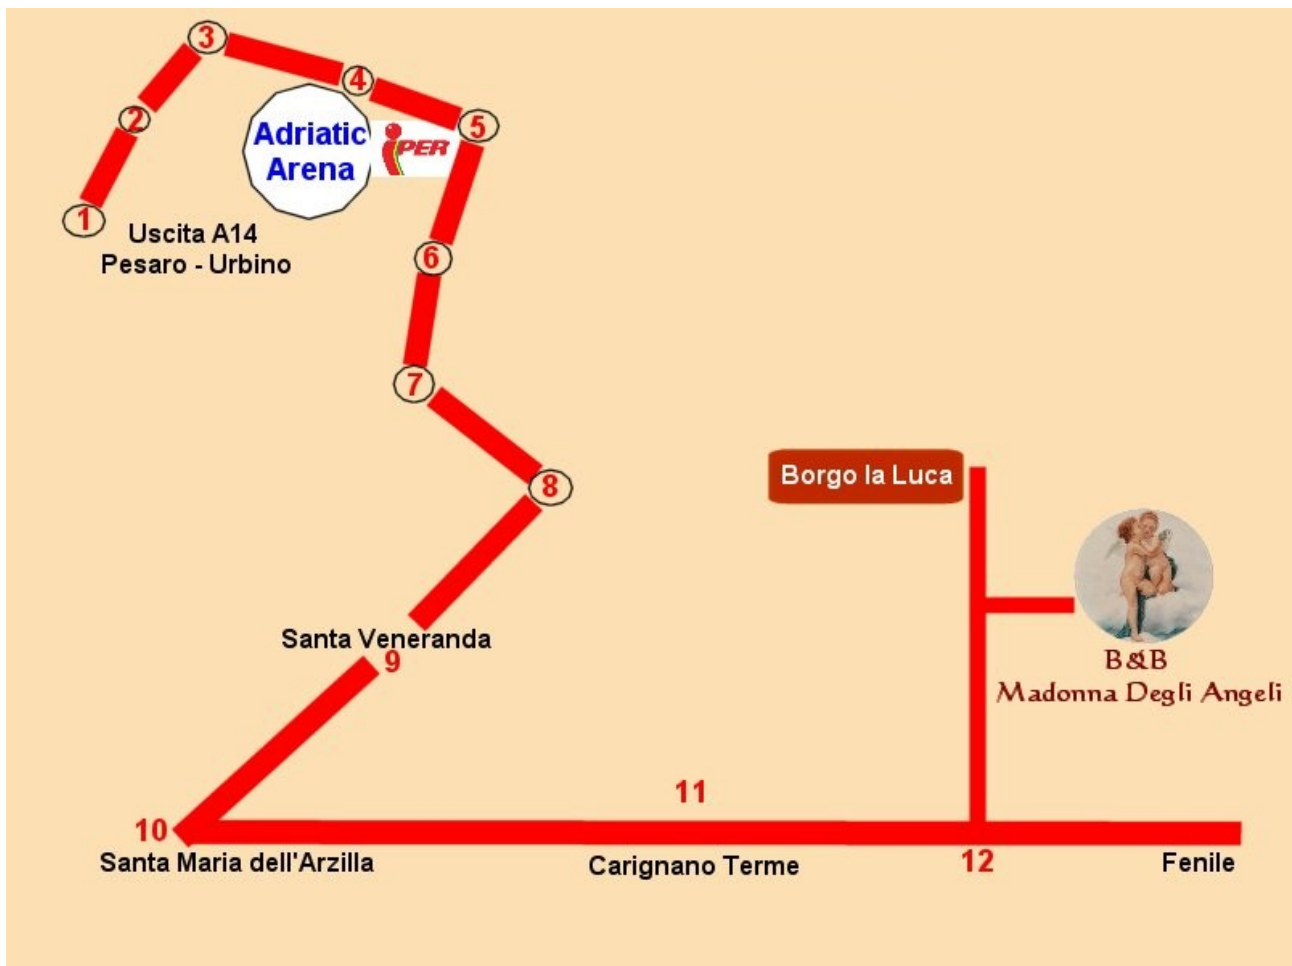 3
4
2
5
Adriatic
Arena
iPER
1
Uscita A14
Pesaro - Urbino
6
7
8
Borgo la Luca
Santa Veneranda
9
B&B
Madonna Degli Angeli
11
10
Santa Maria dell'Arzilla
Carignano Terme
12
Fenile